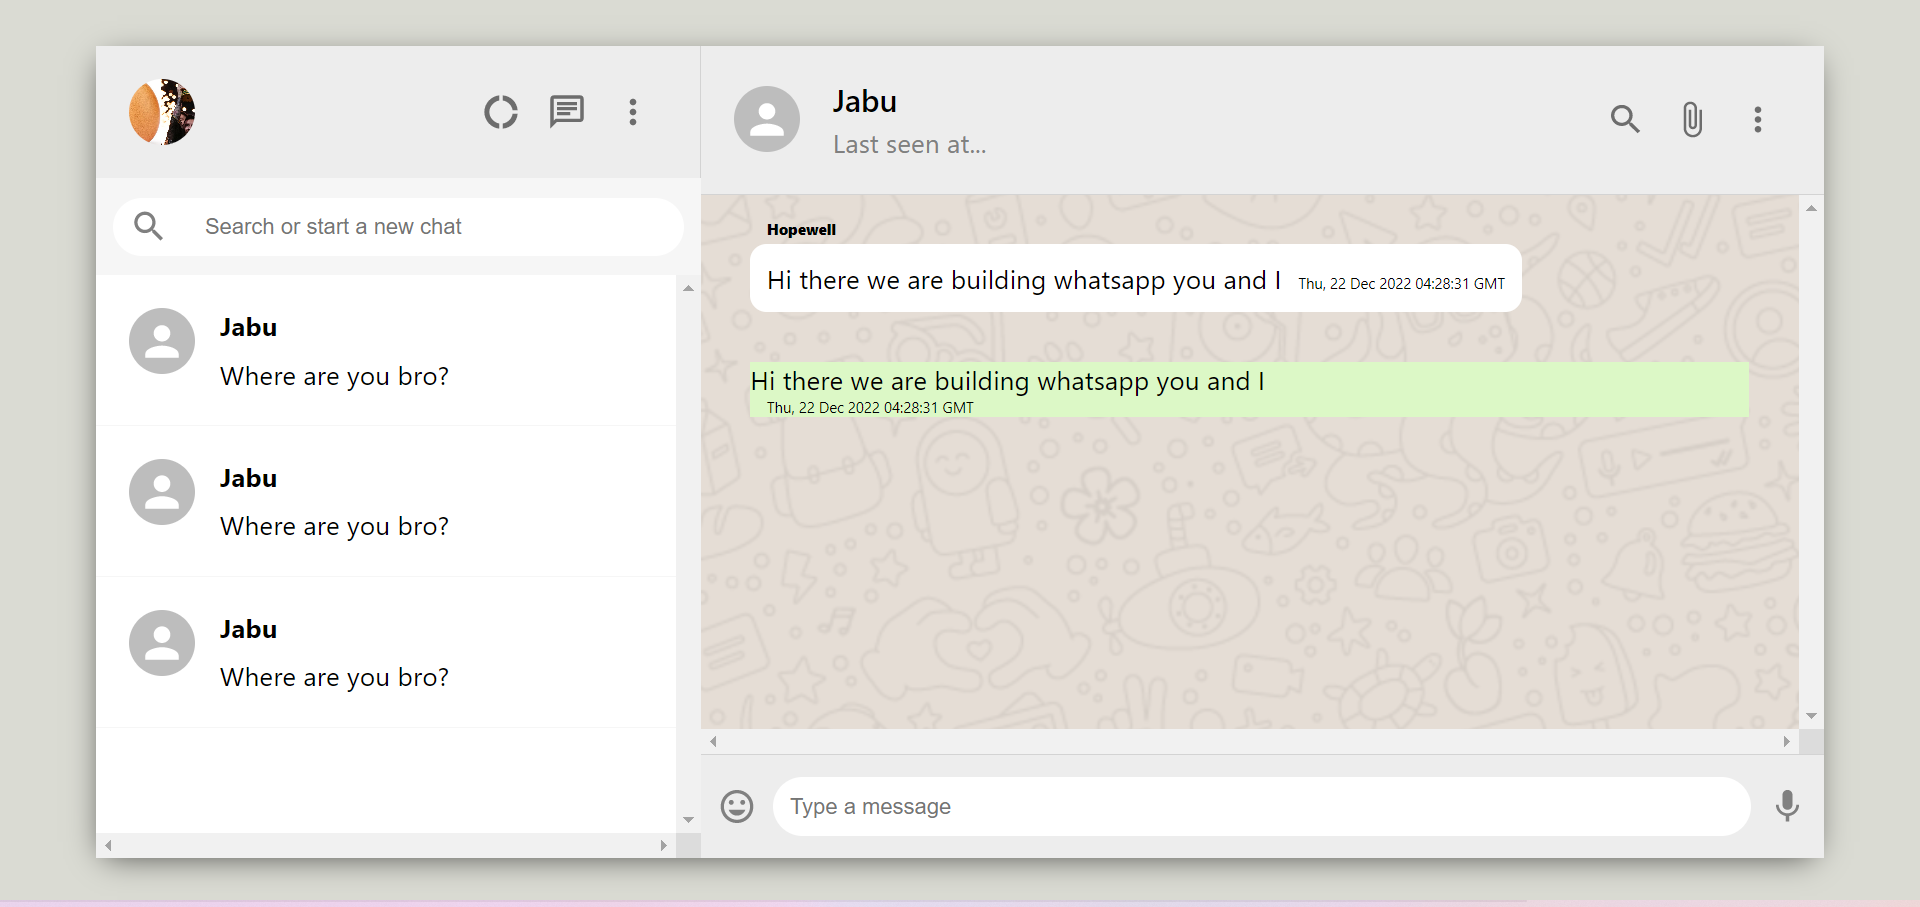 Search or start a new chat
Jabu
Where are you bro?
Jabu
Where are you bro?
Jabu
Where are you bro?
Jabu
Last seen at...
Hopewell
Hi there we are building whatsapp you and I Thu, 22 Dec 2022 04:28:31 GMT
Hi there we are building whatsapp you and I
Thu, 22 Dec 2022 04:28:31 GMT
Type a message